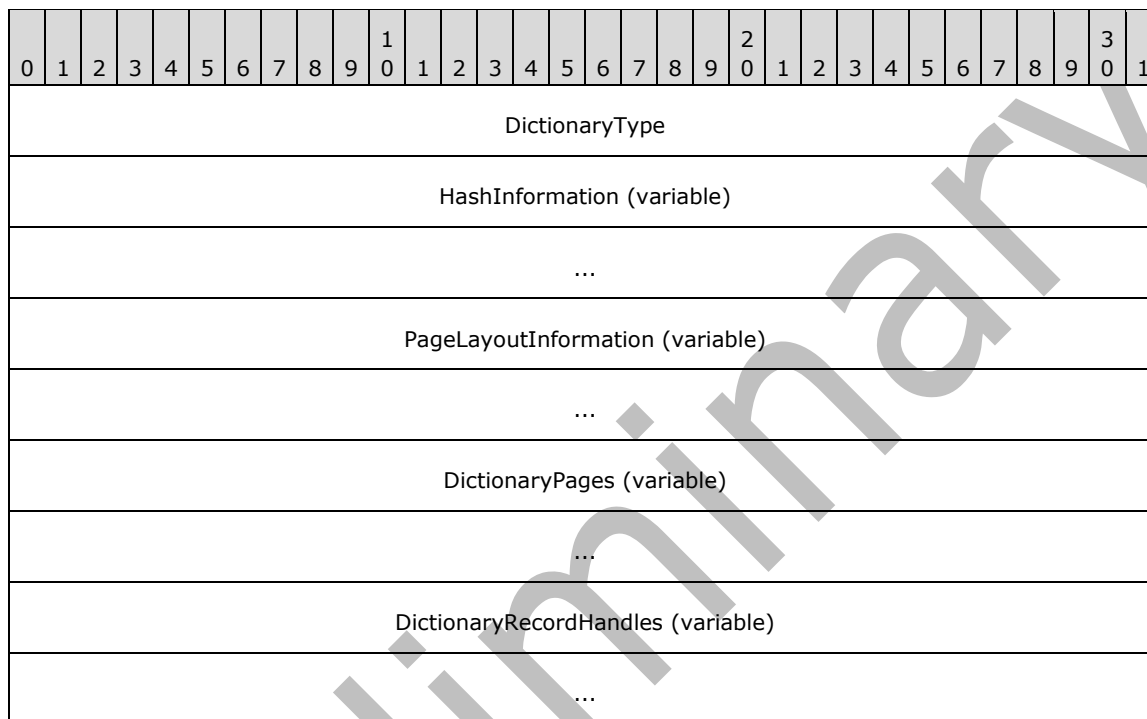 1 2 3
0 1 2 3 4 5 6 7 8 9 0 1 2 3 4 5 6 7 8 9 0 1 2 3 4 5 6 7 8 9 0 1
DictionaryType
HashInformation (variable)
...
PageLayoutInformation (variable)
...
DictionaryPages (variable)
...
DictionaryRecordHandles (variable)
...